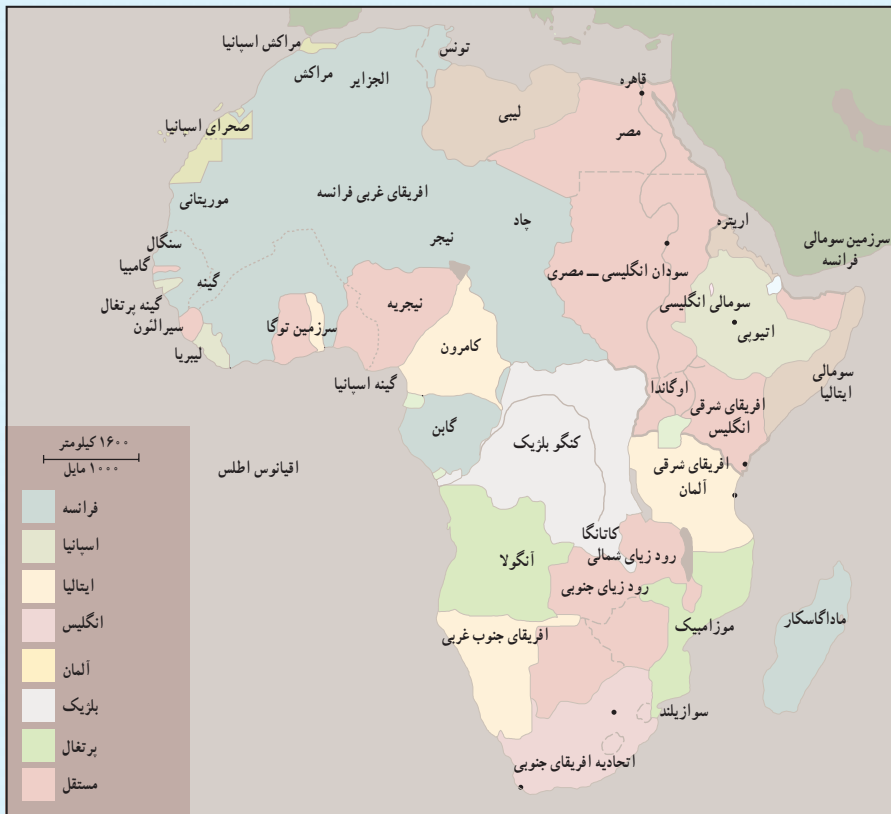 مراکش اسپانیا
تونس
مراکش
الجزایر
لیبی
قاهره
مصر
صحرای اسپانیا
موریتانی
افریقای غربی فرانسه
چاد
نیجر
اریتره
سرزمین سومالی
فرانسه
سنگال
گامبیا
گینه
گینه پرتغال
سیرالئون
لیبریا
سرزمین توگا
نیجریه
سودان انگلیسی – مصری
سومالی انگلیسی
اتیوپی
کامرون
گینه اسپانیا
اوگاندا
افریقای شرقی
انگلیس
سومالی
ایتالیا
گابن
کنگو بلژیک
افریقای شرقی
آلمان
اقیانوس اطلس
کاتانگا
آنگولا
رود زیای شمالی
رود زیای جنوبی
موزامبیک
ماداگاسکار
افریقای جنوب غربی
سوازیلند
اتحادیه افریقای جنوبی
۱۶۰۰ کیلومتر
۱۰۰۰ مایل
فرانسه
اسپانیا
ایتالیا
انگلیس
آلمان
بلژیک
پرتغال
مستقل